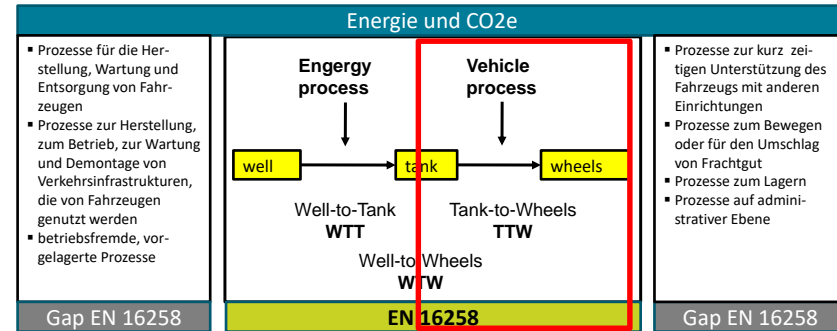 Energie und CO2e
▪ Prozesse für die Her-
stellung, Wartung und
Entsorgung von Fahr-
zeugen
▪ Prozesse zur Herstellung,
zum Betrieb, zur Wartung
und Demontage von
Verkehrsinfrastrukturen,
die von Fahrzeugen
genutzt werden
▪ betriebsfremde, vor-
gelagerte Prozesse
Gap EN 16258
Engergy
process
Vehicle
process
well
tank
wheels
Well-to-Tank
WTT
Tank-to-Wheels
TTW
Well-to-Wheels
WTW
EN 16258
▪ Prozesse zur kurz zei-
tigen Unterstützung des
Fahrzeugs mit anderen
Einrichtungen
▪ Prozesse zum Bewegen
oder für den Umschlag
von Frachtgut
▪ Prozesse zum Lagern
▪ Prozesse auf admini-
strativer Ebene
Gap EN 16258